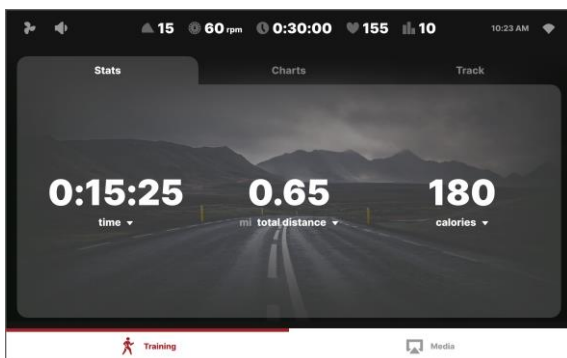 15 60 rpm 0:30:00 155 10 10:23 AM
Stats Charts Track
0:15:25 0.65 180
time mi total distance calories
Training Media